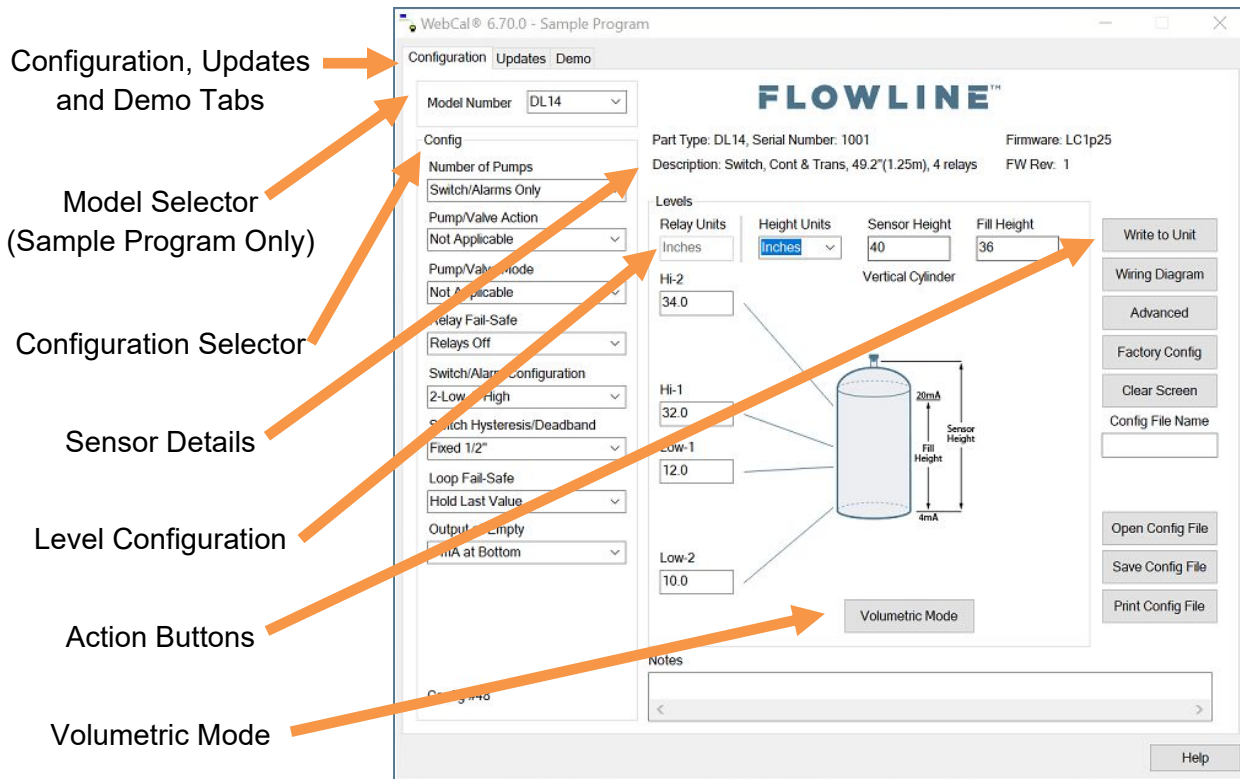 WebCal® 6.70.0 - Sample Program
Configuration, Updates
and Demo Tabs
Model Selector
(Sample Program Only)
Configuration Selector
Sensor Details
Level Configuration
Action Buttons
Volumetric Mode
Configuration Updates Demo
Model Number DL14
FLOWLINE™
Part Type: DL14, Serial Number: 1001 Firmware: LC1p25
Description: Switch, Cont & Trans, 49.2"(1.25m), 4 relays FW Rev: 1
Config
Number of Pumps
Switch/Alarms Only
Pump/Valve Action
Not Applicable
Pump/Valve Mode
Not Applicable
Relay Fail-Safe
Relays Off
Switch/Alarm Configuration
2-Low High
Switch Hysteresis/Deadband
Fixed 1/2"
Loop Fail-Safe
Hold Last Value
Output Empty
mA at Bottom
Config #48
Levels
Relay Units Height Units Sensor Height Fill Height
Inches Inches 40 36
Vertical Cylinder
Hi-2
34.0
Hi-1
32.0
Low-1
12.0
Low-2
10.0
20mA
Sensor
Height
Fill
Height
4mA
Volumetric Mode
Notes
Write to Unit
Wiring Diagram
Advanced
Factory Config
Clear Screen
Config File Name
Open Config File
Save Config File
Print Config File
Help